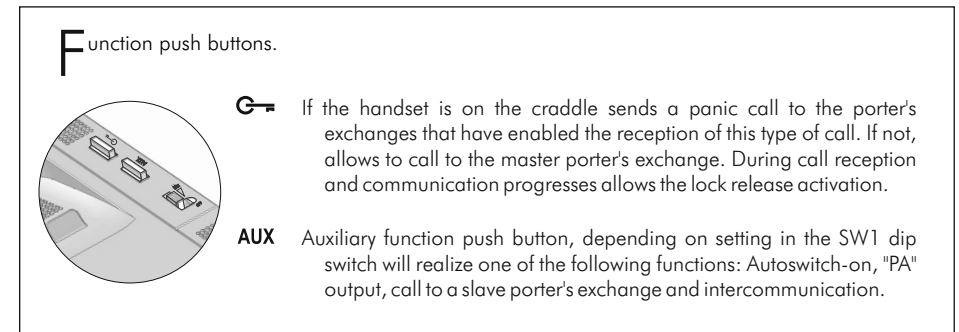 Function push buttons.
If the handset is on the craddle sends a panic call to the porter's
exchanges that have enabled the reception of this type of call. If not,
allows to call to the master porter's exchange. During call reception
and communication progresses allows the lock release activation.
AUX Auxiliary function push button, depending on setting in the SW1 dip
switch will realize one of the following functions: Autoswitch-on, "PA"
output, call to a slave porter's exchange and intercommunication.